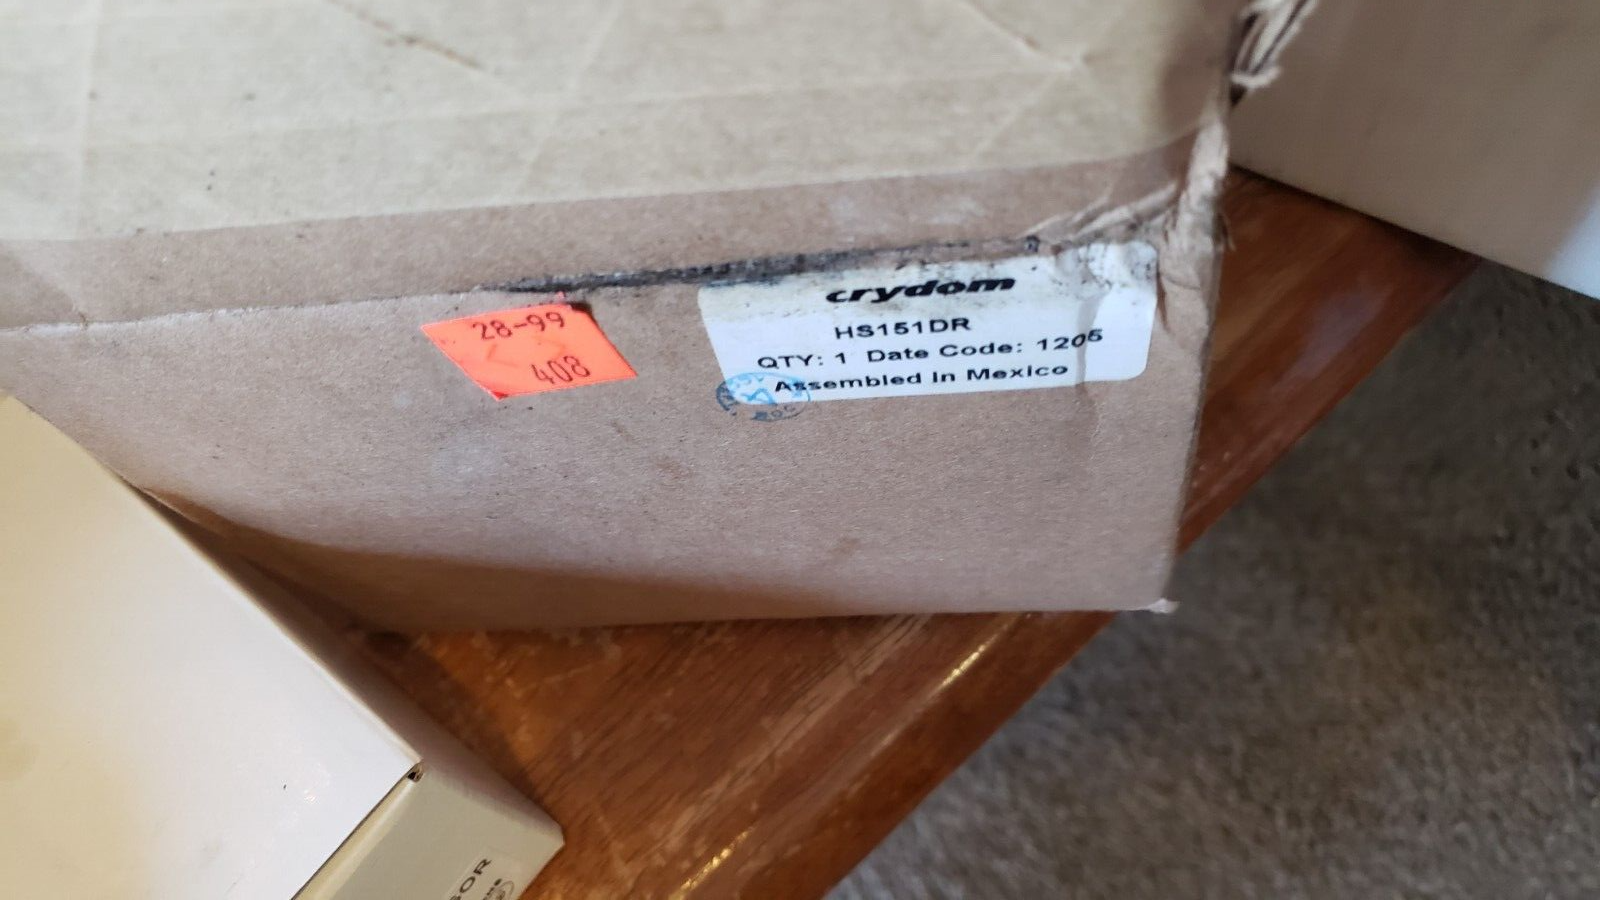 28-99
408
crydom
HS151DR
QTY: 1 Date Code: 1205
Assembled In Mexico